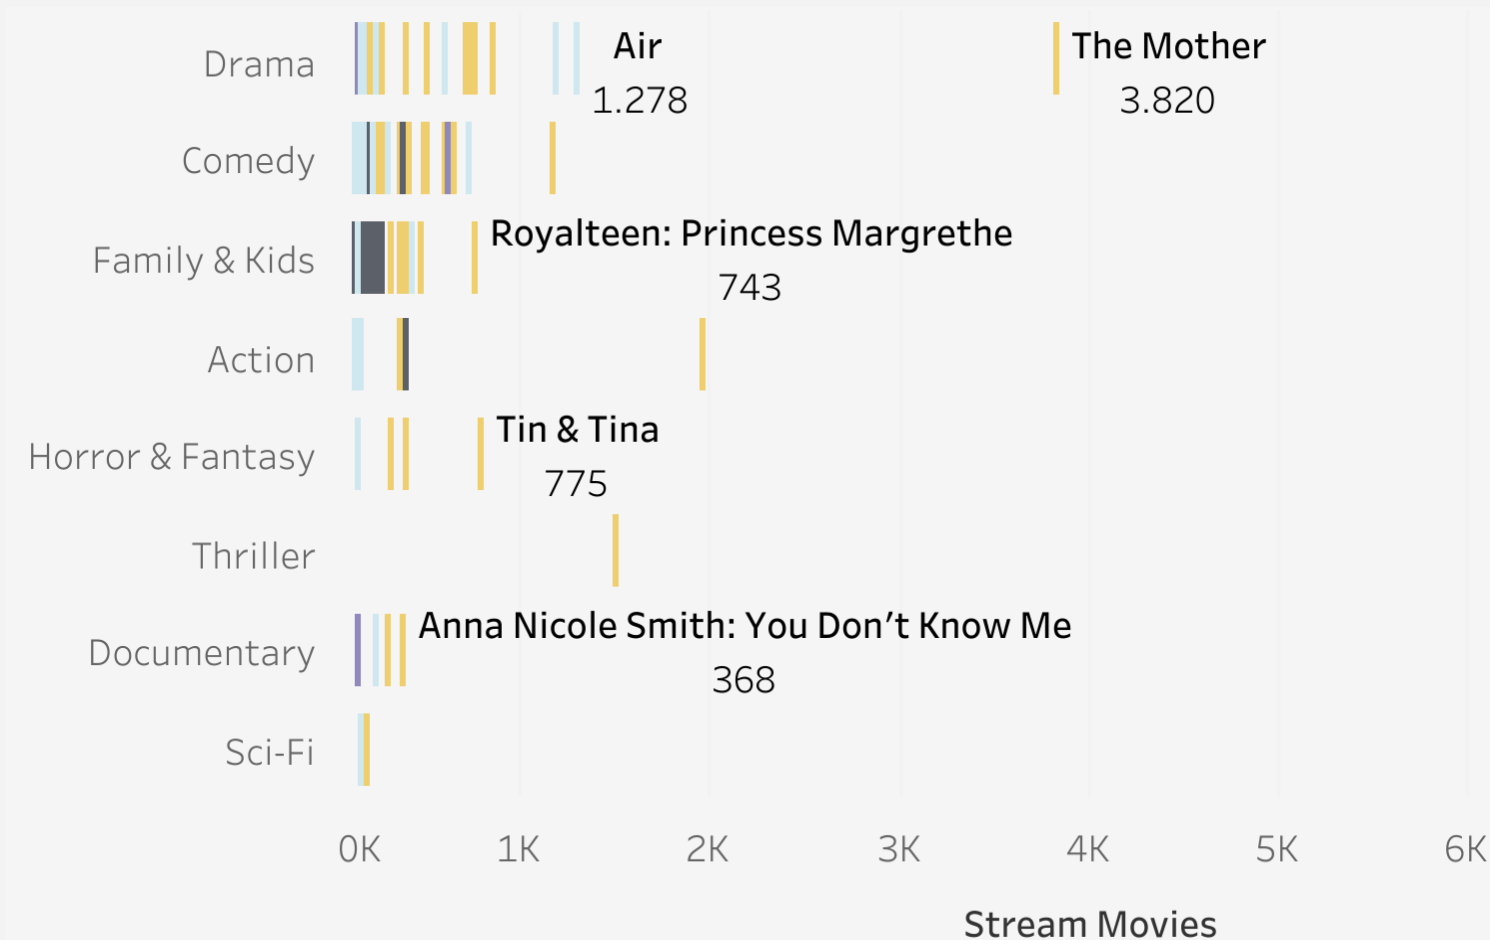 Drama
Air
1.278
The Mother
3.820
Comedy
Family & Kids
Royalteen: Princess Margrethe
743
Action
Horror & Fantasy
Tin & Tina
775
Thriller
Documentary
Anna Nicole Smith: You Don’t Know Me
368
Sci-Fi
0K 1K 2K 3K 4K 5K 6K
Stream Movies